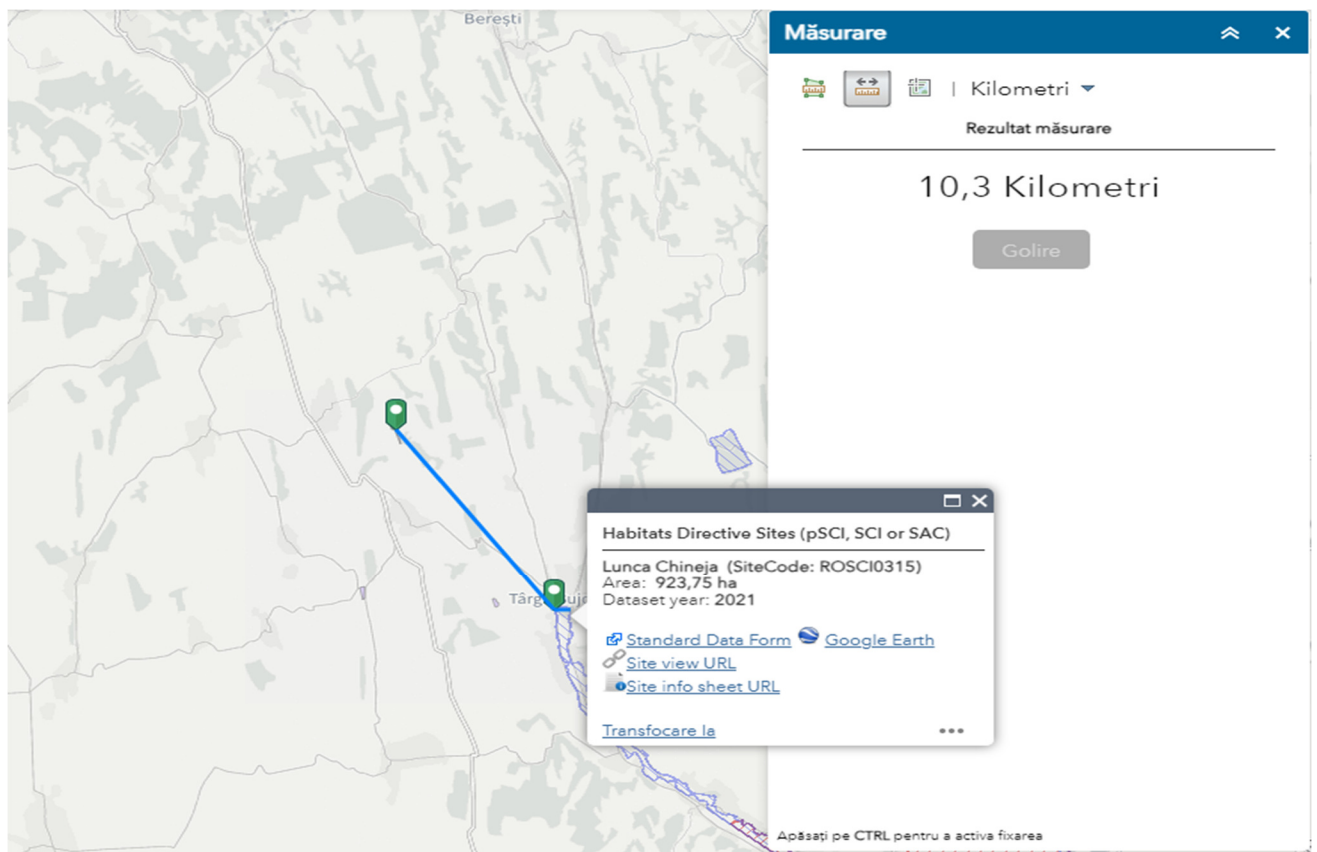 Berești
Târg Buj
Măsurare
Kilometri
Rezultat măsurare
10,3 Kilometri
Golire
Habitats Directive Sites (pSCI, SCI or SAC)
Lunca Chineja (SiteCode: ROSCI0315)
Area: 923,75 ha
Dataset year: 2021
Standard Data Form Google Earth
Site view URL
Site info sheet URL
Transfocare la
Apăsați pe CTRL pentru a activa fixarea